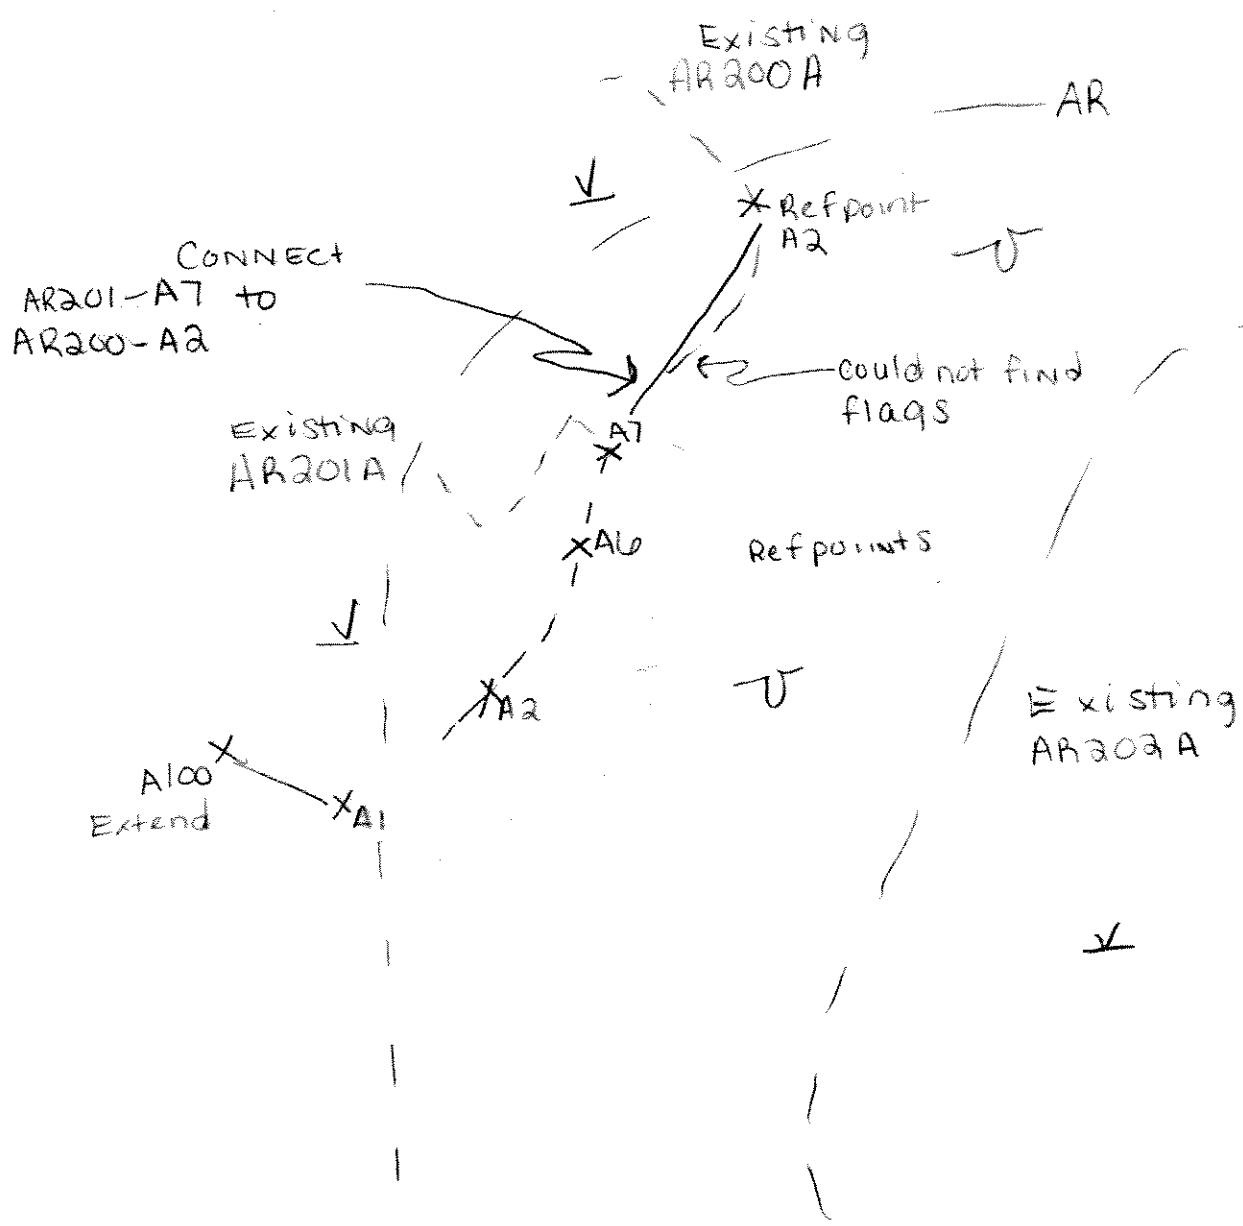 Existing
AR200A
AR
Refpoint
A2
CONNECt
AR201-A7 to
AR200-A2
Could not find
flags
Existing
AR201A
A7
A6
Refpoints
A2
Existing
AR202A
A100
Extend
A1